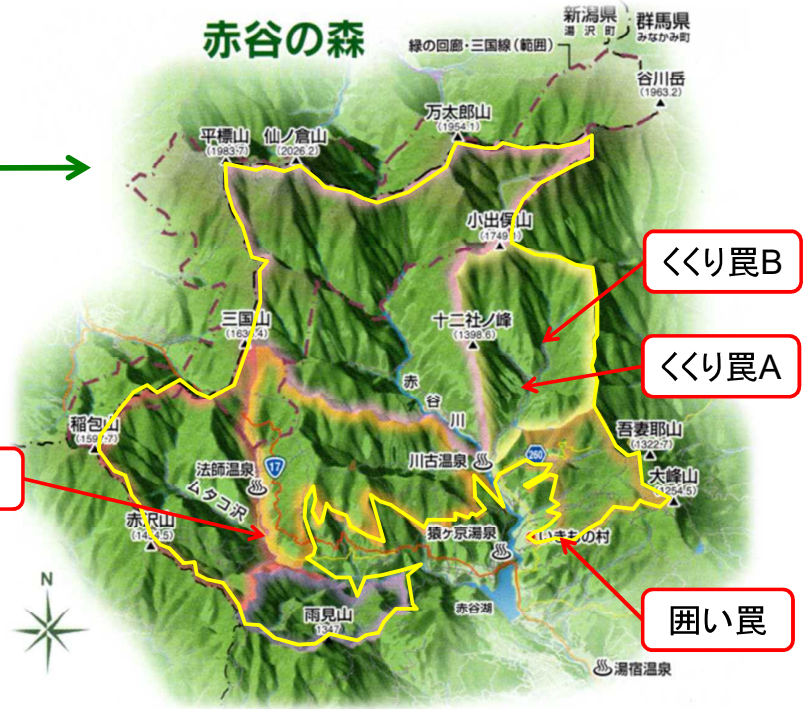 赤谷の森
新潟県
湯沢町
群馬県
みなかみ町
緑の回廊・三国線(範囲)
谷川岳
(1963.2)
万太郎山
(1954.1)
平標山
(1983.7)
仙ノ倉山
(2026.2)
小出俣山
くくり罠B
三国山
十二社ノ峰
(1398.6)
くくり罠A
赤谷川
稲包山
吾妻耶山
(1322.7)
川古温泉
260
法師温泉
17
大峰山
(1254.5)
ムタコ沢
赤沢山
猿ヶ京湯泉
いきもの村
N
雨見山
赤谷湖
囲い罠
湯宿温泉